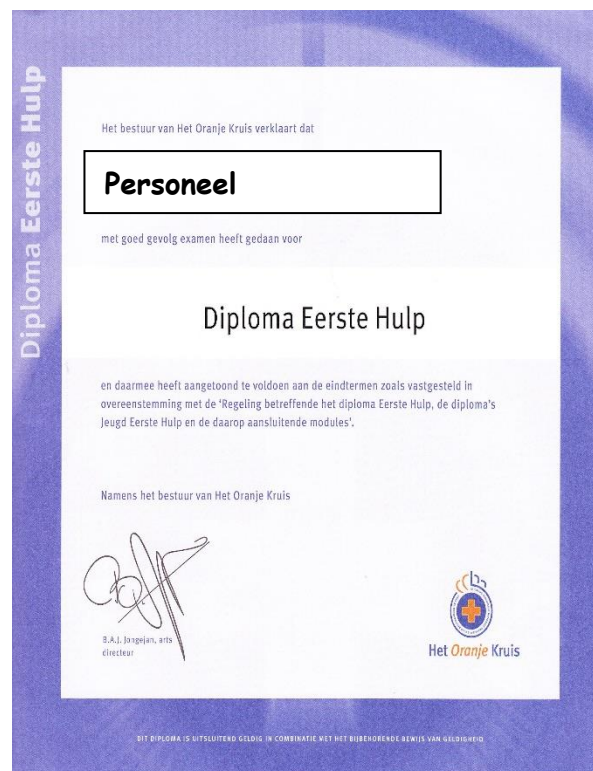 Diploma Eerste Hulp
Het bestuur van Het Oranje Kruis verklaart dat
Personeel
met goed gevolg examen heeft gedaan voor
Diploma Eerste Hulp
en daarmee heeft aangetoond te voldoen aan de eindtermen zoals vastgesteld in
overeenstemming met de 'Regeling betreffende het diploma Eerste Hulp, de diploma's
Jeugd Eerste Hulp en de daarop aansluitende modules'.
Namens het bestuur van Het Oranje Kruis
B.A.J. Jongejan, arts
directeur
Het Oranje Kruis
DIT DIPLOMA IS UITSLUITEND GELDIG IN COMBINATIE MET HET BIJBEHORENDE BEWIJS VAN GELDIGHEID